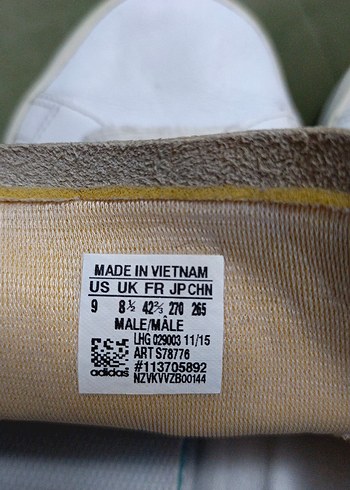 MADE IN VIETNAM
US UK FR JP CHN
9 8½ 42⅔ 270 265
MALE/MÂLE
LHG 029003 11/15
ART S78776
#113705892
adidas NZVKVVZB00144